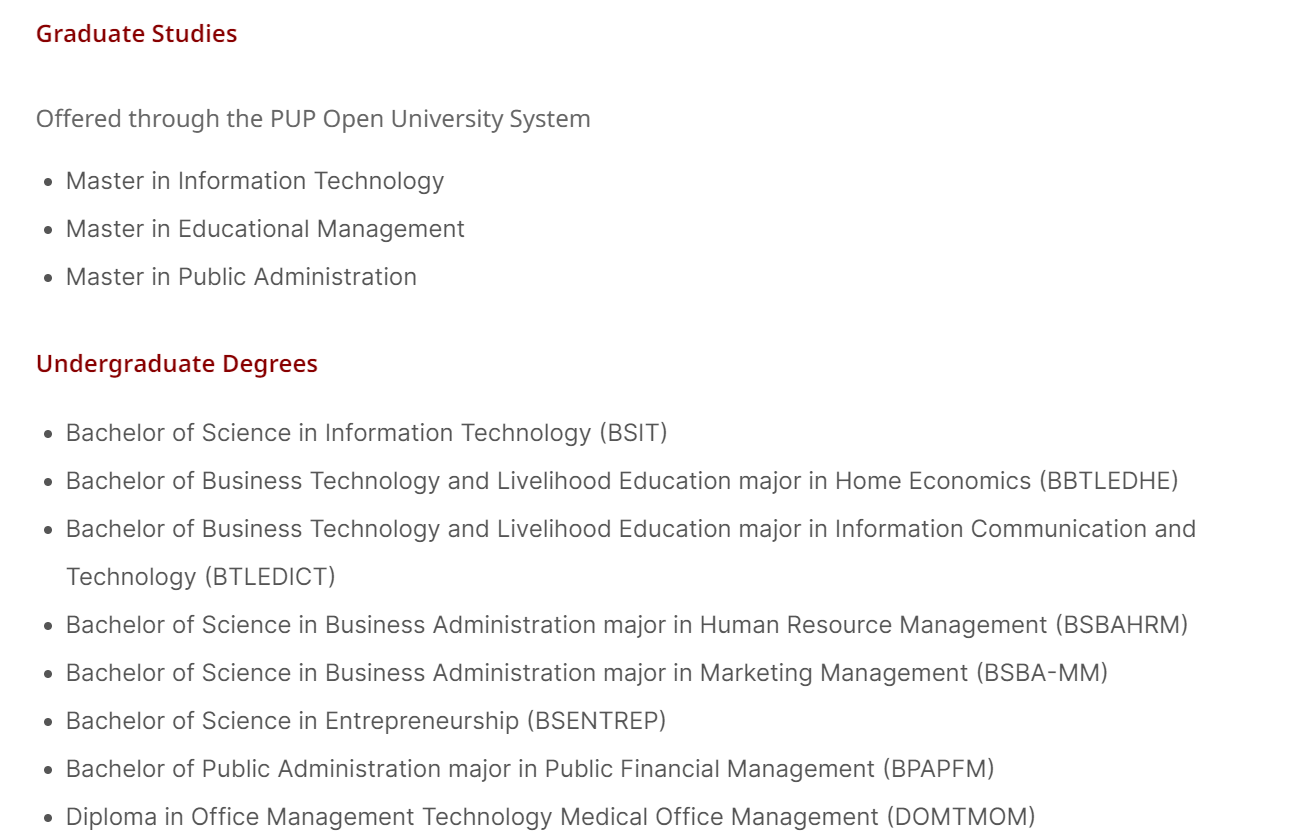 Graduate Studies
Offered through the PUP Open University System
• Master in Information Technology
• Master in Educational Management
• Master in Public Administration
Undergraduate Degrees
• Bachelor of Science in Information Technology (BSIT)
• Bachelor of Business Technology and Livelihood Education major in Home Economics (BBTLEDHE)
• Bachelor of Business Technology and Livelihood Education major in Information Communication and
Technology (BTLEDICT)
• Bachelor of Science in Business Administration major in Human Resource Management (BSBAHRM)
• Bachelor of Science in Business Administration major in Marketing Management (BSBA-MM)
• Bachelor of Science in Entrepreneurship (BSENTREP)
• Bachelor of Public Administration major in Public Financial Management (BPAPFM)
• Diploma in Office Management Technology Medical Office Management (DOMTMOM)